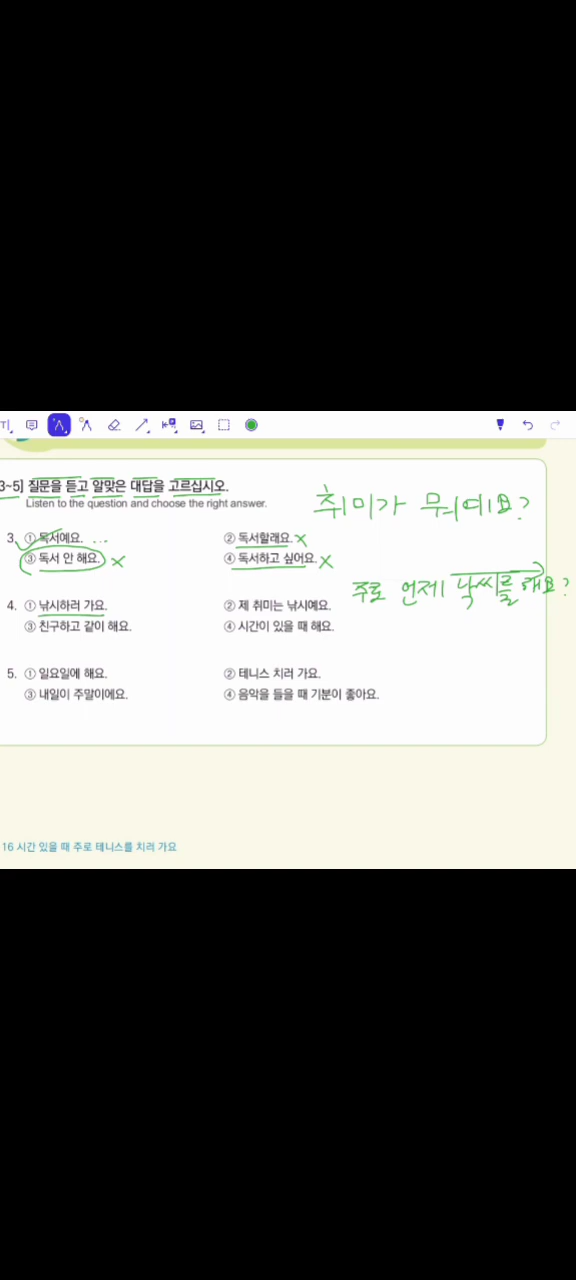 3~5] 질문을 듣고 알맞은 대답을 고르십시오.
Listen to the question and choose the right answer.
취미가 뭐예요?
3. ① 독서예요. ... ② 독서할래요. X
③ 독서 안 해요. X ④ 독서하고 싶어요. X
주로 언제 낚씨를 해요?
4. ① 낚시하러 가요. ② 제 취미는 낚시예요.
③ 친구하고 같이 해요. ④ 시간이 있을 때 해요.
5. ① 일요일에 해요. ② 테니스 치러 가요.
③ 내일이 주말이에요. ④ 음악을 들을 때 기분이 좋아요.
16 시간 있을 때 주로 테니스를 치러 가요